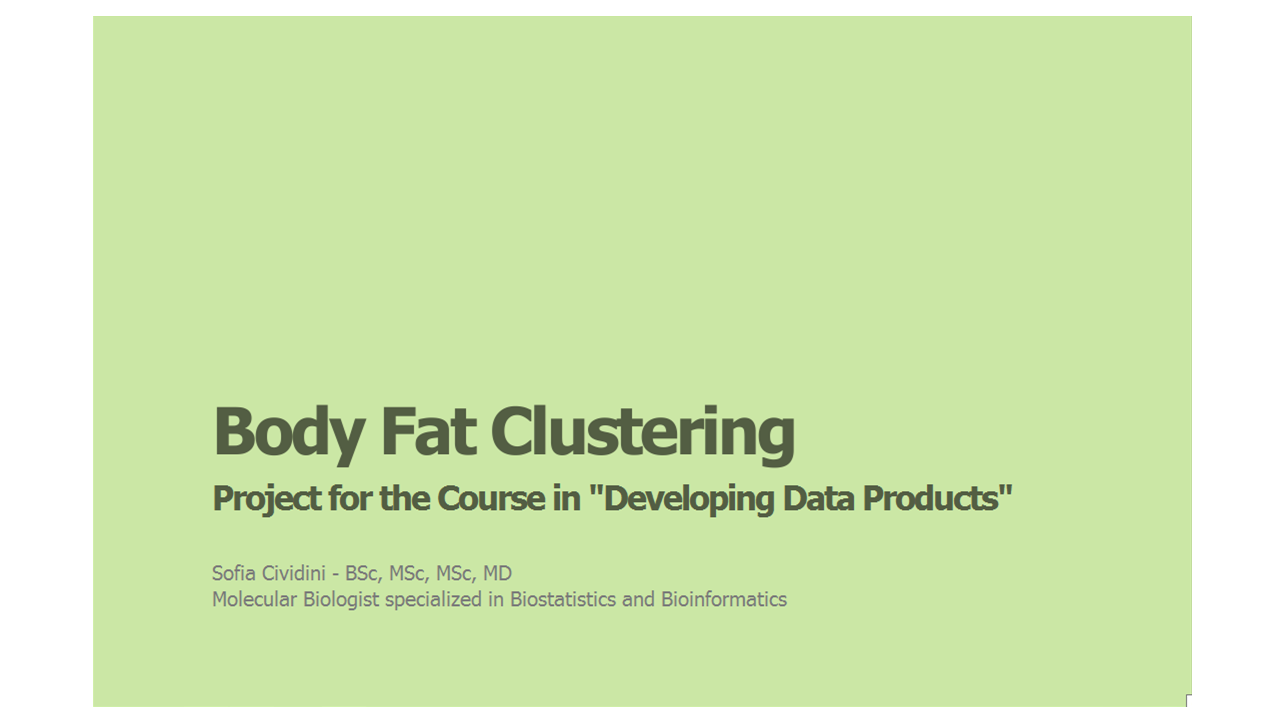 Body Fat Clustering
Project for the Course in "Developing Data Products"
Sofia Cividini - BSc, MSc, MSc, MD
Molecular Biologist specialized in Biostatistics and Bioinformatics